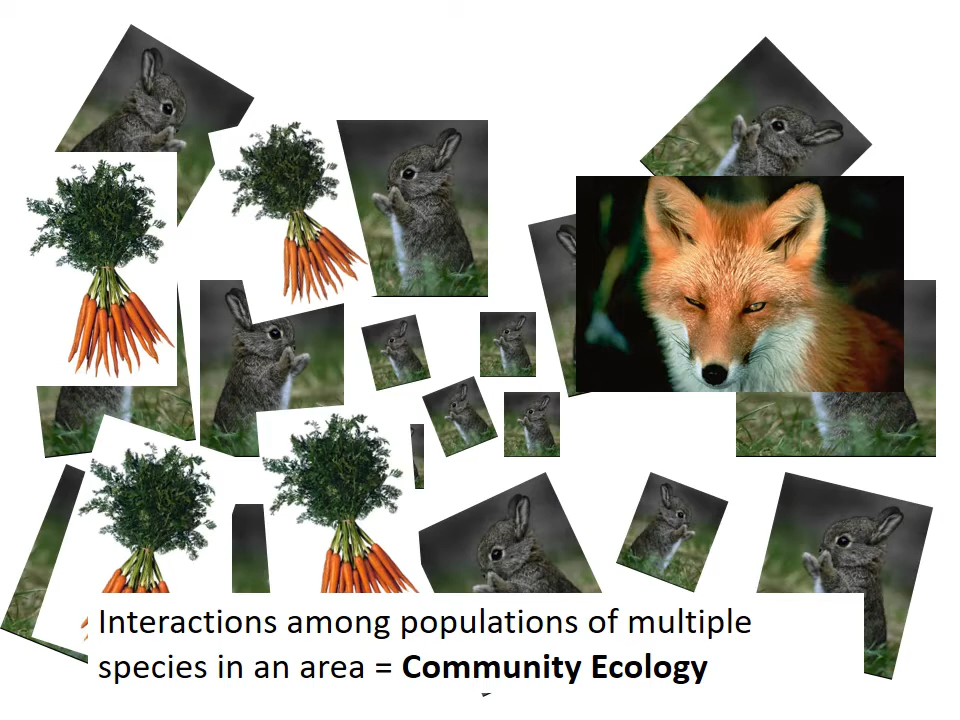 Interactions among populations of multiple
species in an area = Community Ecology